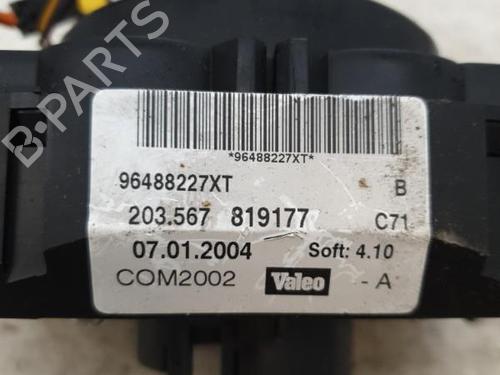 B-PARTS
*96488227XT*
96488227XT B
203.567 819177 C71
07.01.2004 Soft: 4.10
COM2002 Valeo - A